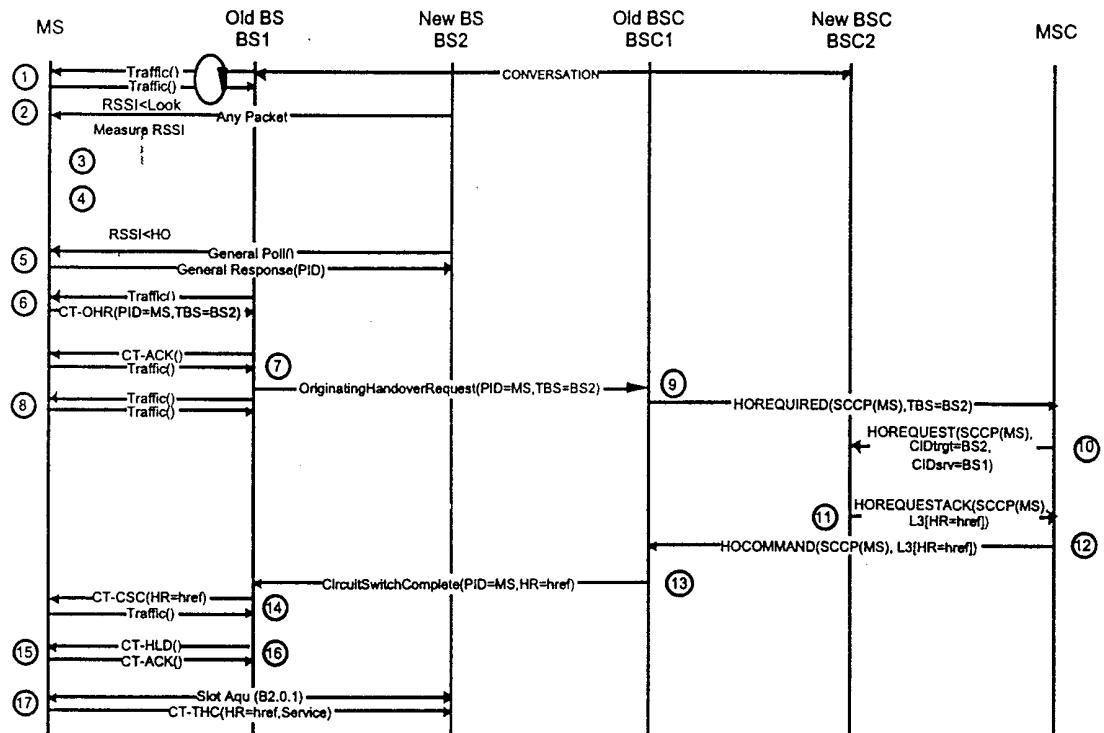 MS
Old BS
BS1
New BS
BS2
Old BSC
BSC1
New BSC
BSC2
MSC
1
Traffic()
Traffic()
CONVERSATION
2
RSSI<Look
Any Packet
Measure RSSI
3
4
RSSI<HO
5
General Poll()
General Response(PID)
6
Traffic()
CT-OHR(PID=MS,TBS=BS2)
CT-ACK()
7
Traffic()
OriginatingHandoverRequest(PID=MS,TBS=BS2)
9
8
Traffic()
Traffic()
HOREQUIRED(SCCP(MS),TBS=BS2)
HOREQUEST(SCCP(MS),
CIDtrgt=BS2,
CIDsrv=BS1)
10
11
HOREQUESTACK(SCCP(MS),
L3[HR=href])
HOCOMMAND(SCCP(MS), L3[HR=href])
12
CIrcuitSwitchComplete(PID=MS,HR=href)
13
CT-CSC(HR=href)
14
Traffic()
15
CT-HLD()
16
CT-ACK()
17
Slot Aqu (B2.0.1)
CT-THC(HR=href,Service)